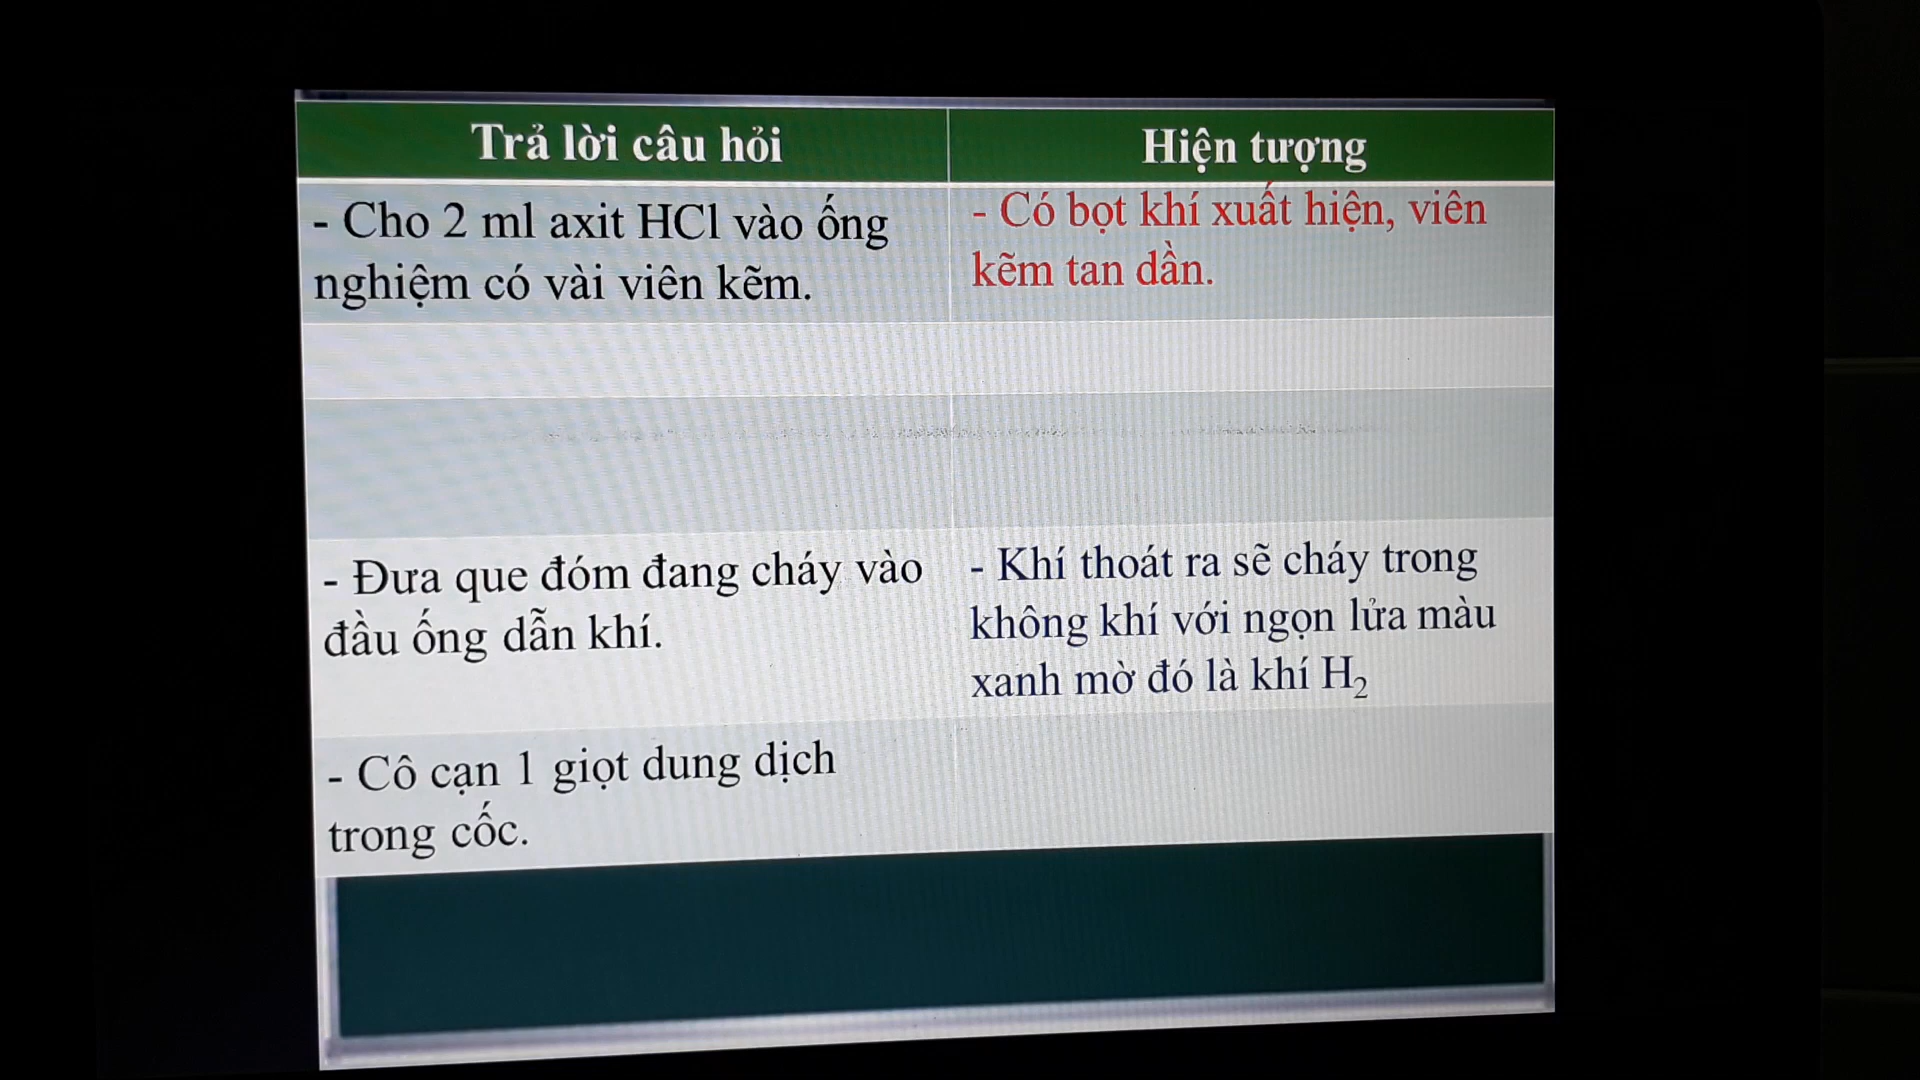 Trả lời câu hỏi
Hiện tượng
- Cho 2 ml axit HCl vào ống
nghiệm có vài viên kẽm.
- Có bọt khí xuất hiện, viên
kẽm tan dần.
- Đưa que đóm đang cháy vào
đầu ống dẫn khí.
- Khí thoát ra sẽ cháy trong
không khí với ngọn lửa màu
xanh mờ đó là khí H₂
- Cô cạn 1 giọt dung dịch
trong cốc.